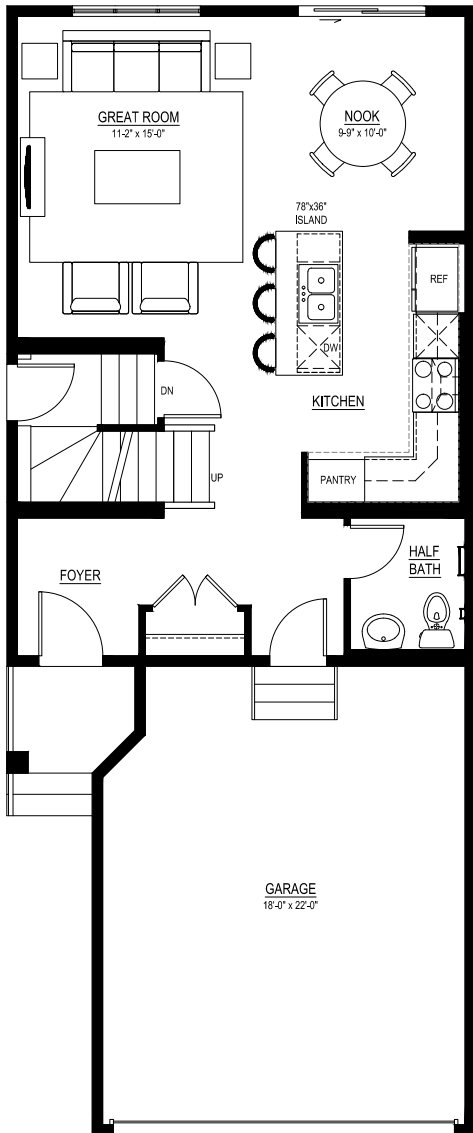 GREAT ROOM
11'-2" x 15'-0"
NOOK
9'-9" x 10'-0"
78"x36"
ISLAND
REF
DW
DN
KITCHEN
UP
PANTRY
FOYER
HALF
BATH
GARAGE
18'-0" x 22'-0"